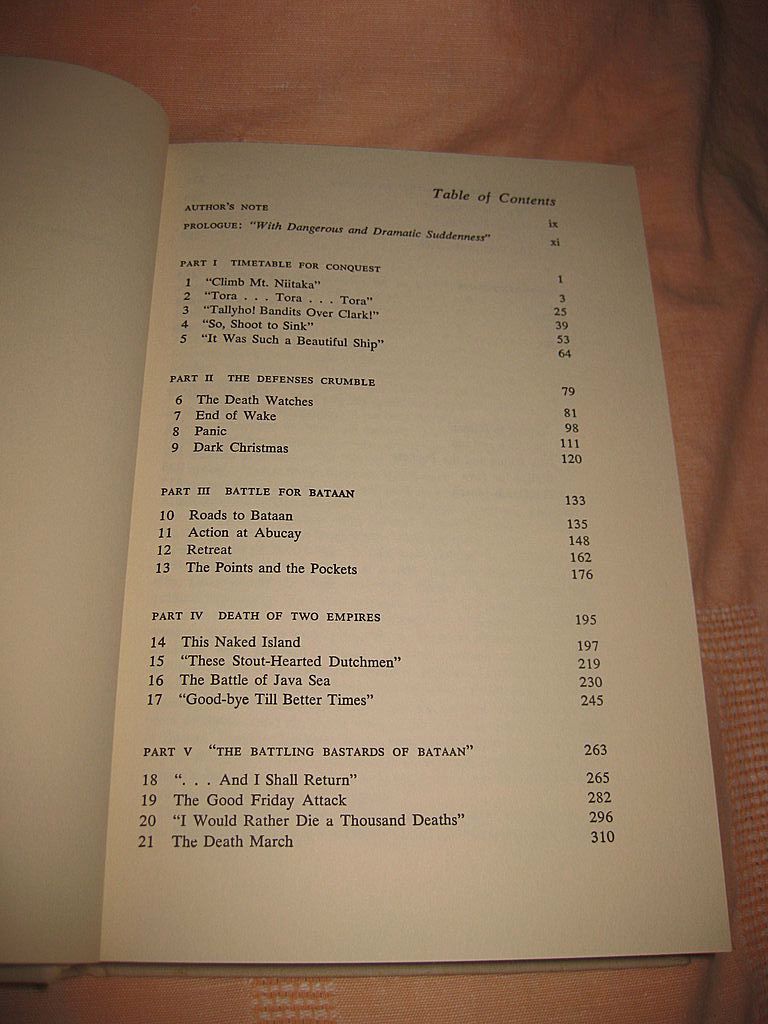 Table of Contents
AUTHOR'S NOTE ix
PROLOGUE: "With Dangerous and Dramatic Suddenness" xi
PART I TIMETABLE FOR CONQUEST 1
1 "Climb Mt. Niitaka" 3
2 "Tora . . . Tora . . . Tora" 25
3 "Tallyho! Bandits Over Clark!" 39
4 "So, Shoot to Sink" 53
5 "It Was Such a Beautiful Ship" 64
PART II THE DEFENSES CRUMBLE 79
6 The Death Watches 81
7 End of Wake 98
8 Panic 111
9 Dark Christmas 120
PART III BATTLE FOR BATAAN 133
10 Roads to Bataan 135
11 Action at Abucay 148
12 Retreat 162
13 The Points and the Pockets 176
PART IV DEATH OF TWO EMPIRES 195
14 This Naked Island 197
15 "These Stout-Hearted Dutchmen" 219
16 The Battle of Java Sea 230
17 "Good-bye Till Better Times" 245
PART V "THE BATTLING BASTARDS OF BATAAN" 263
18 ". . . And I Shall Return" 265
19 The Good Friday Attack 282
20 "I Would Rather Die a Thousand Deaths" 296
21 The Death March 310